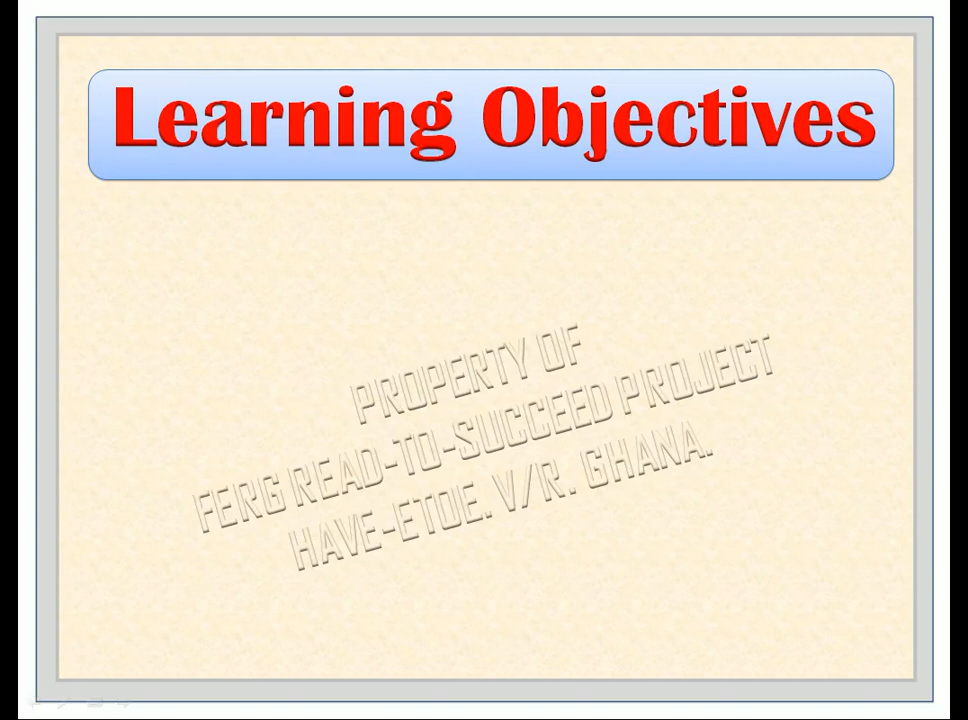 Learning Objectives
PROPERTY OF
FERG READ-TO-SUCCEED PROJECT
HAVE-ETOE. V/R. GHANA.